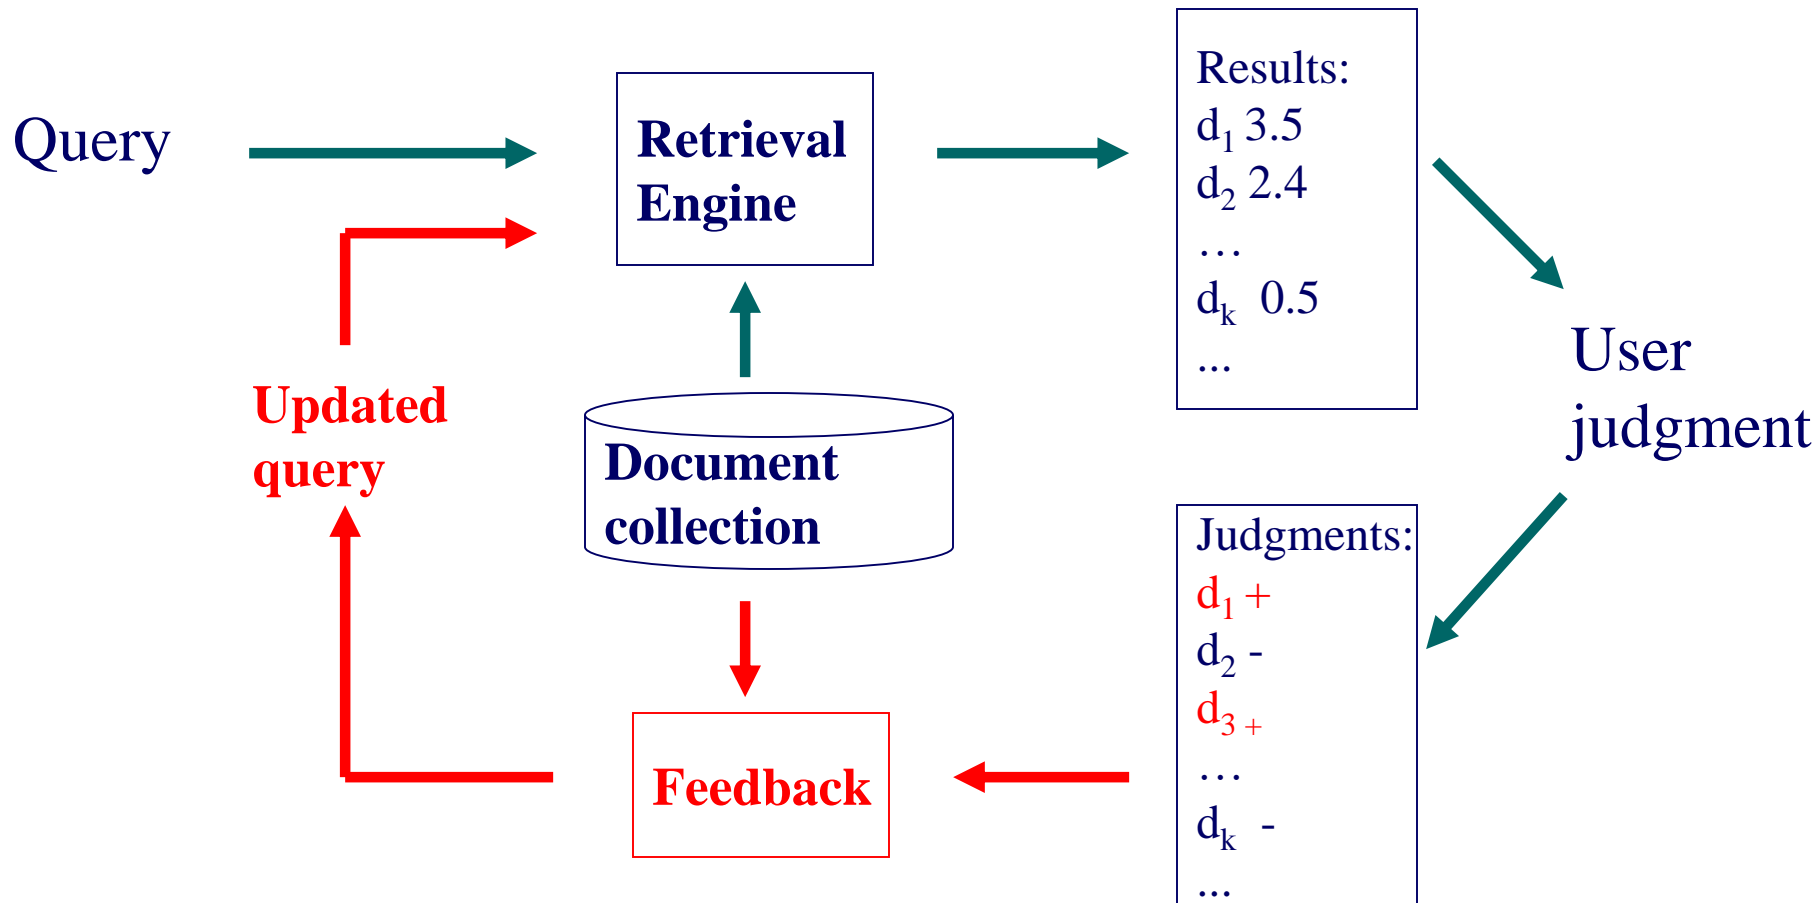 Query
Retrieval
Engine
Results:
d₁ 3.5
d₂ 2.4
…
dₖ 0.5
...
User
judgment
Updated
query
Document
collection
Judgments:
d₁ +
d₂ -
d₃ +
…
dₖ -
...
Feedback